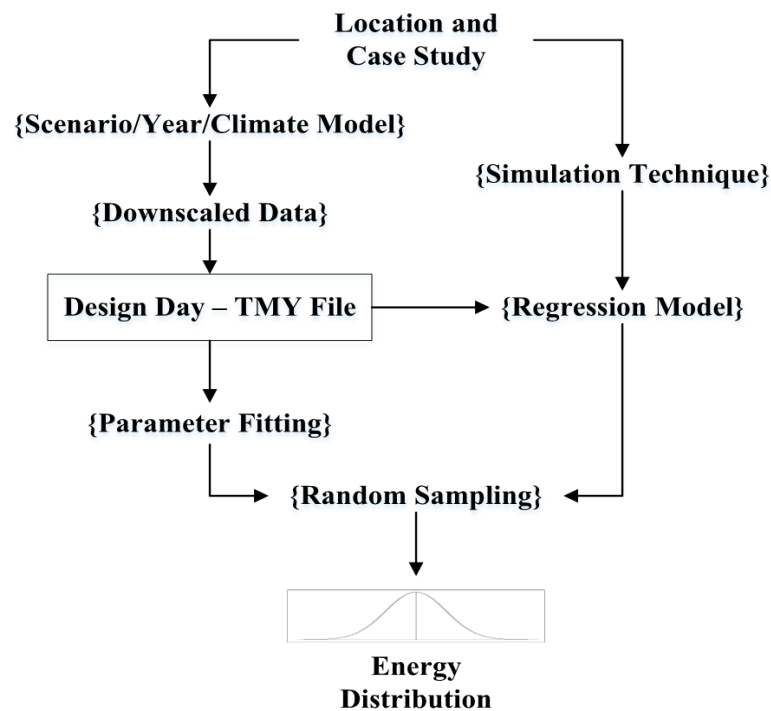 Location and
Case Study
{Scenario/Year/Climate Model}
{Simulation Technique}
{Downscaled Data}
Design Day – TMY File
{Regression Model}
{Parameter Fitting}
{Random Sampling}
Energy
Distribution